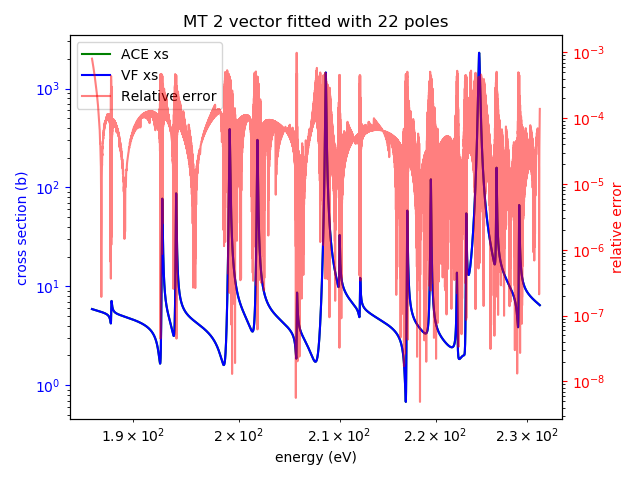 MT 2 vector fitted with 22 poles
ACE xs
VF xs
Relative error
cross section (b)
10³
10²
10¹
10⁰
relative error
10⁻³
10⁻⁴
10⁻⁵
10⁻⁶
10⁻⁷
10⁻⁸
1.9 × 10² 2 × 10² 2.1 × 10² 2.2 × 10² 2.3 × 10²
energy (eV)